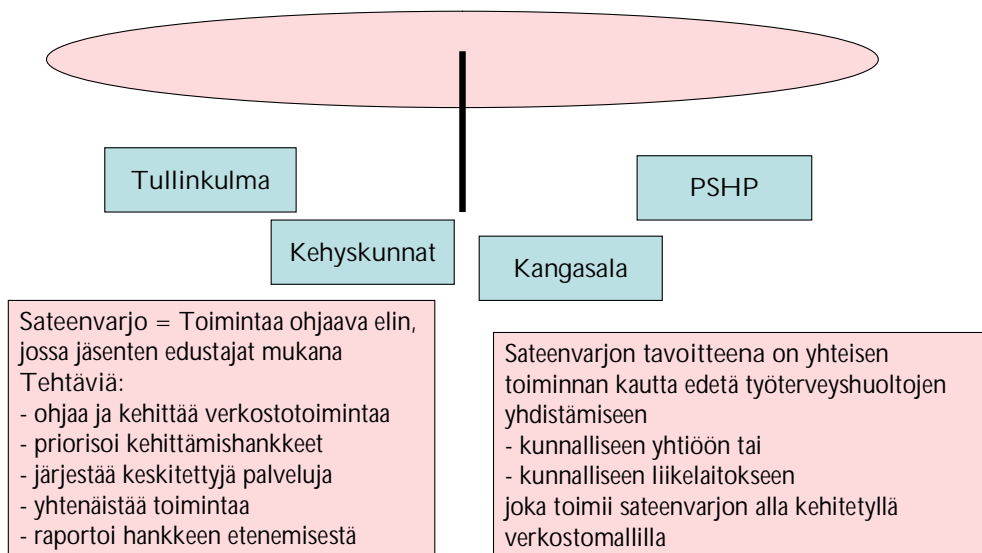 Tullinkulma
PSHP
Kehyskunnat
Kangasala
Sateenvarjo = Toimintaa ohjaava elin,
jossa jäsenten edustajat mukana
Tehtäviä:
- ohjaa ja kehittää verkostotoimintaa
- priorisoi kehittämishankkeet
- järjestää keskitettyjä palveluja
- yhtenäistää toimintaa
- raportoi hankkeen etenemisestä
Sateenvarjon tavoitteena on yhteisen
toiminnan kautta edetä työterveyshuoltojen
yhdistämiseen
- kunnalliseen yhtiöön tai
- kunnalliseen liikelaitokseen
joka toimii sateenvarjon alla kehitetyllä
verkostomallilla